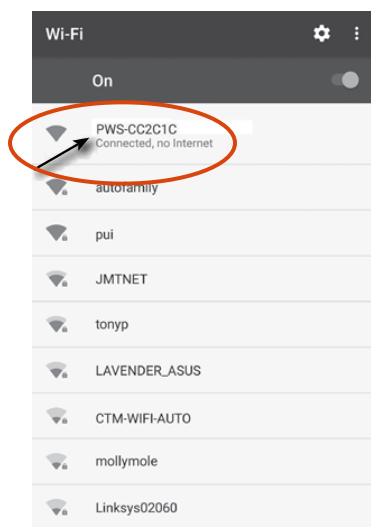 Wi-Fi
On
PWS-CC2C1C
Connected, no Internet
autofamily
pui
JMTNET
tonyp
LAVENDER_ASUS
CTM-WIFI-AUTO
mollymole
Linksys02060